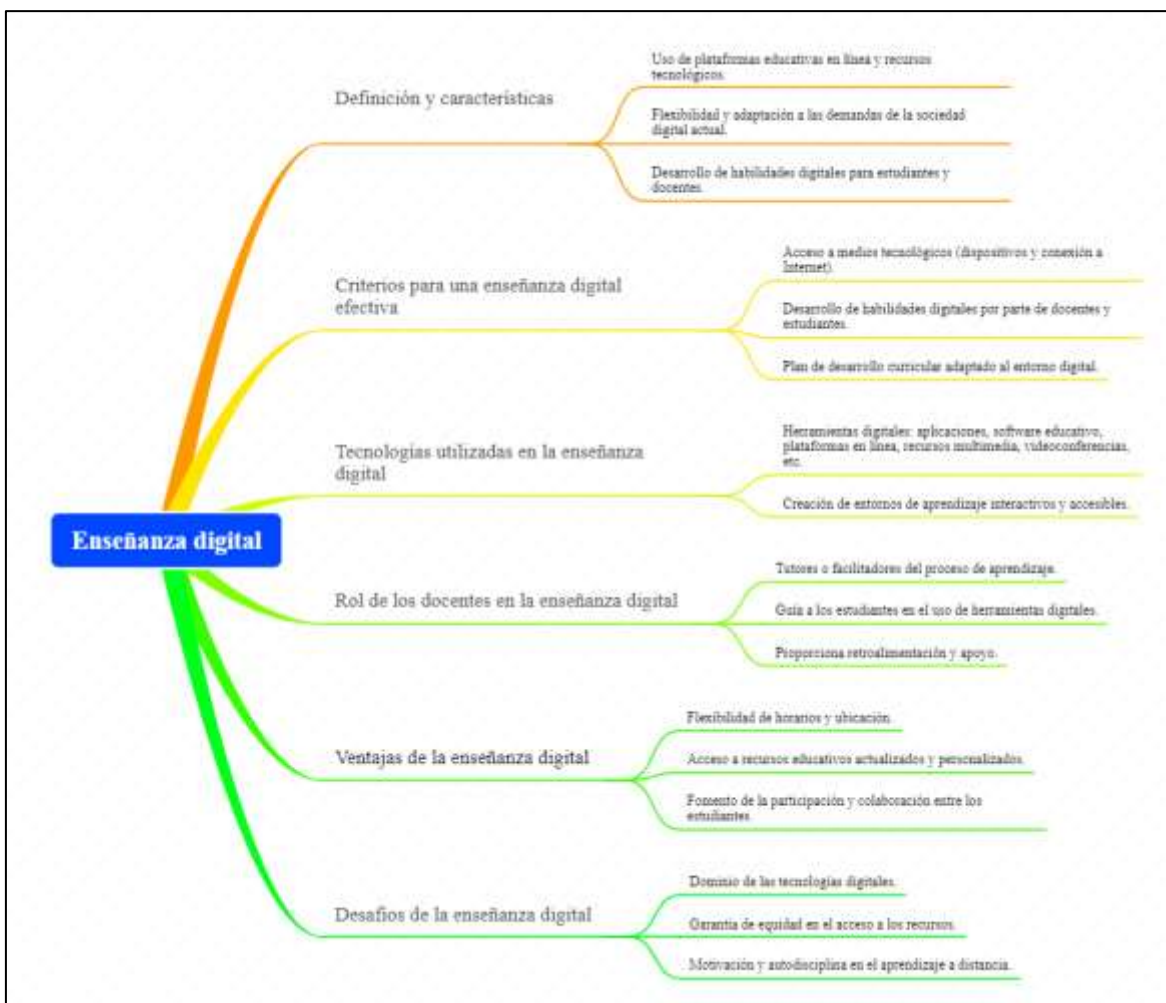 Enseñanza digital
Definición y características
Uso de plataformas educativas en línea y recursos
tecnológicos.
Flexibilidad y adaptación a las demandas de la sociedad
digital actual.
Desarrollo de habilidades digitales para estudiantes y
docentes.
Criterios para una enseñanza digital
efectiva
Acceso a medios tecnológicos (dispositivos y conexión a
Internet).
Desarrollo de habilidades digitales por parte de docentes y
estudiantes.
Plan de desarrollo curricular adaptado al entorno digital.
Tecnologías utilizadas en la enseñanza
digital
Herramientas digitales: aplicaciones, software educativo,
plataformas en línea, recursos multimedia, videoconferencias,
etc.
Creación de entornos de aprendizaje interactivos y accesibles.
Rol de los docentes en la enseñanza digital
Tutores o facilitadores del proceso de aprendizaje.
Guía a los estudiantes en el uso de herramientas digitales.
Proporciona retroalimentación y apoyo.
Ventajas de la enseñanza digital
Flexibilidad de horarios y ubicación.
Acceso a recursos educativos actualizados y personalizados.
Fomento de la participación y colaboración entre los
estudiantes.
Desafíos de la enseñanza digital
Dominio de las tecnologías digitales.
Garantía de equidad en el acceso a los recursos.
Motivación y autodisciplina en el aprendizaje a distancia.